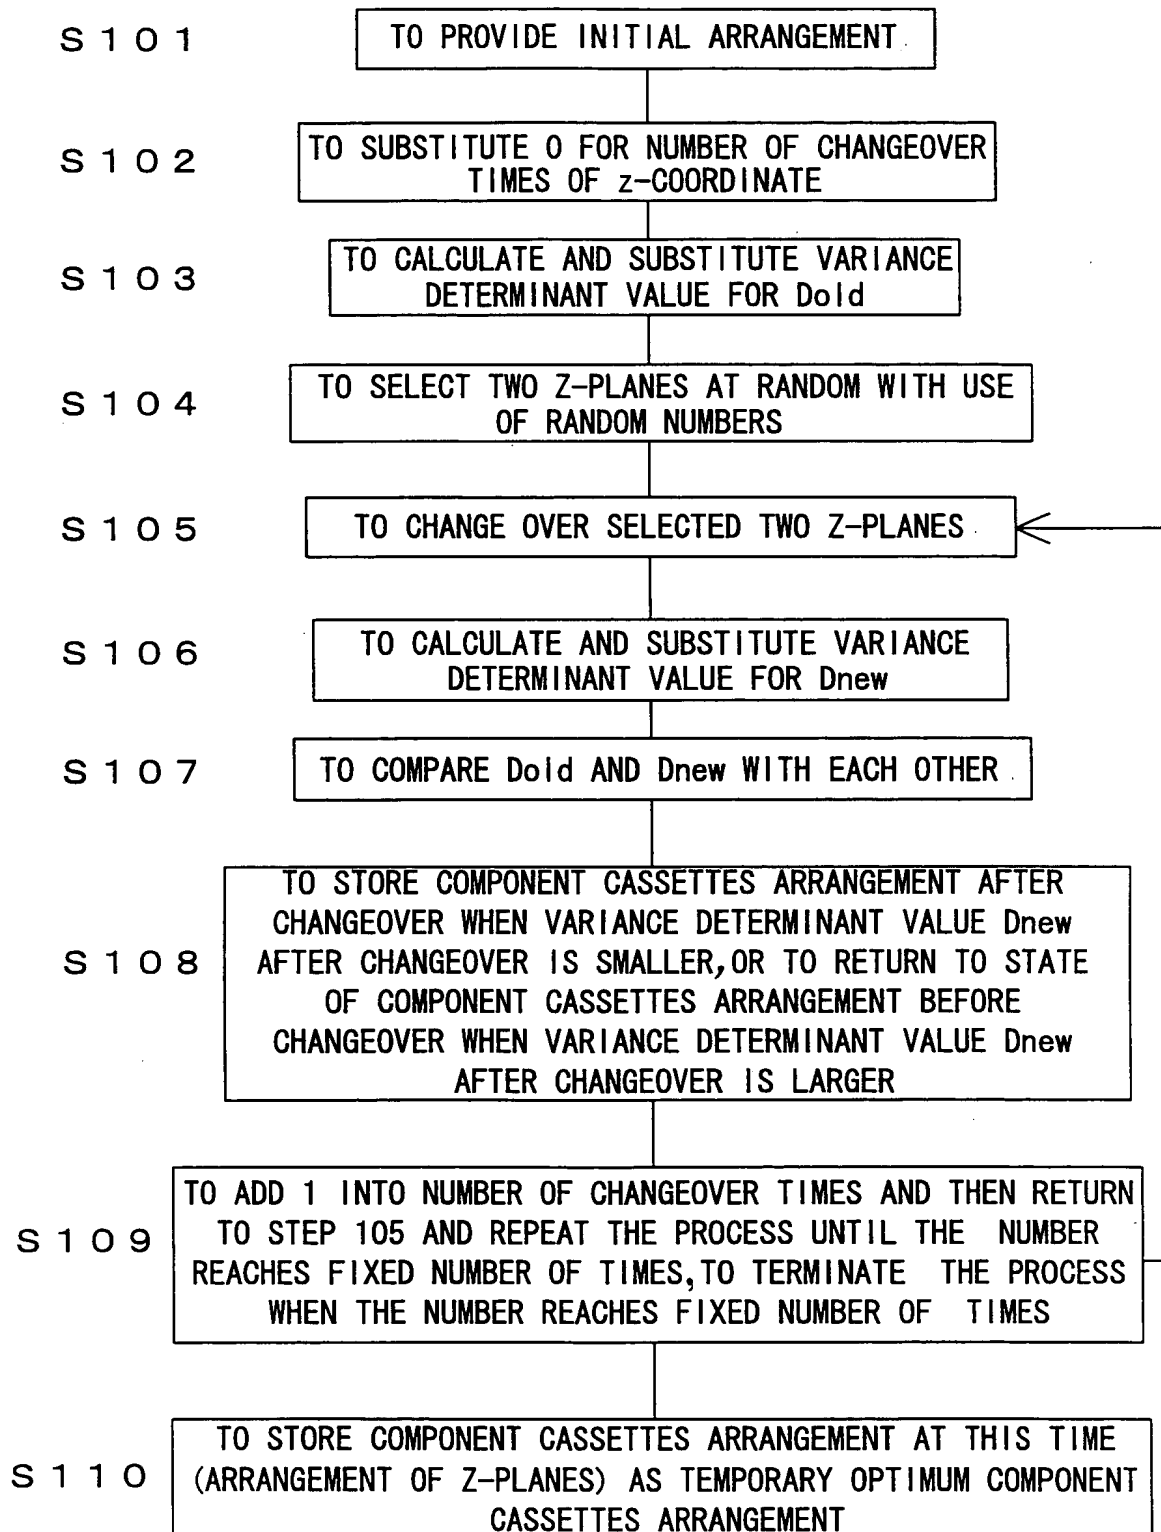 S101
TO PROVIDE INITIAL ARRANGEMENT
S102
TO SUBSTITUTE 0 FOR NUMBER OF CHANGEOVER
TIMES OF z-COORDINATE
S103
TO CALCULATE AND SUBSTITUTE VARIANCE
DETERMINANT VALUE FOR Dold
S104
TO SELECT TWO Z-PLANES AT RANDOM WITH USE
OF RANDOM NUMBERS
S105
TO CHANGE OVER SELECTED TWO Z-PLANES
S106
TO CALCULATE AND SUBSTITUTE VARIANCE
DETERMINANT VALUE FOR Dnew
S107
TO COMPARE Dold AND Dnew WITH EACH OTHER
S108
TO STORE COMPONENT CASSETTES ARRANGEMENT AFTER
CHANGEOVER WHEN VARIANCE DETERMINANT VALUE Dnew
AFTER CHANGEOVER IS SMALLER, OR TO RETURN TO STATE
OF COMPONENT CASSETTES ARRANGEMENT BEFORE
CHANGEOVER WHEN VARIANCE DETERMINANT VALUE Dnew
AFTER CHANGEOVER IS LARGER
S109
TO ADD 1 INTO NUMBER OF CHANGEOVER TIMES AND THEN RETURN
TO STEP 105 AND REPEAT THE PROCESS UNTIL THE NUMBER
REACHES FIXED NUMBER OF TIMES, TO TERMINATE THE PROCESS
WHEN THE NUMBER REACHES FIXED NUMBER OF TIMES
S110
TO STORE COMPONENT CASSETTES ARRANGEMENT AT THIS TIME
(ARRANGEMENT OF Z-PLANES) AS TEMPORARY OPTIMUM COMPONENT
CASSETTES ARRANGEMENT